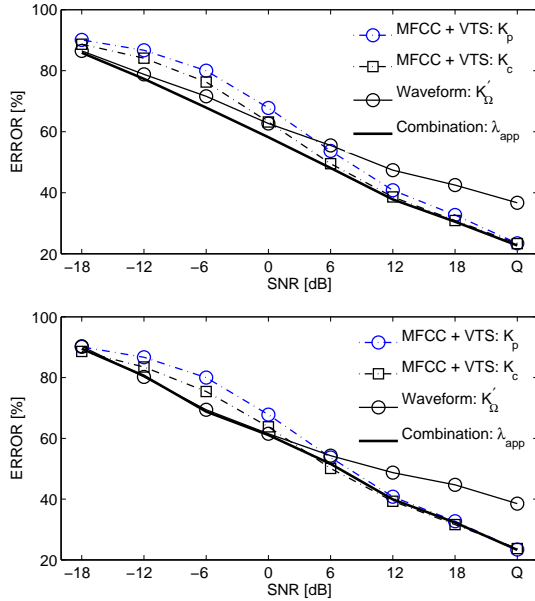 100
80
60
40
20
ERROR [%]
−18 −12 −6 0 6 12 18 Q
SNR [dB]
MFCC + VTS: K_p
MFCC + VTS: K_c
Waveform: K'_Ω
Combination: λ_app
100
80
60
40
20
ERROR [%]
−18 −12 −6 0 6 12 18 Q
SNR [dB]
MFCC + VTS: K_p
MFCC + VTS: K_c
Waveform: K'_Ω
Combination: λ_app